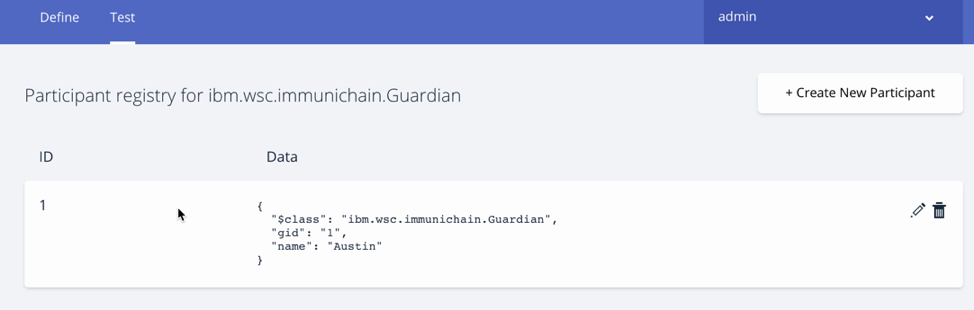 Define Test admin
Participant registry for ibm.wsc.immunichain.Guardian + Create New Participant
ID Data
1 {
"$class": "ibm.wsc.immunichain.Guardian",
"gid": "1",
"name": "Austin"
}